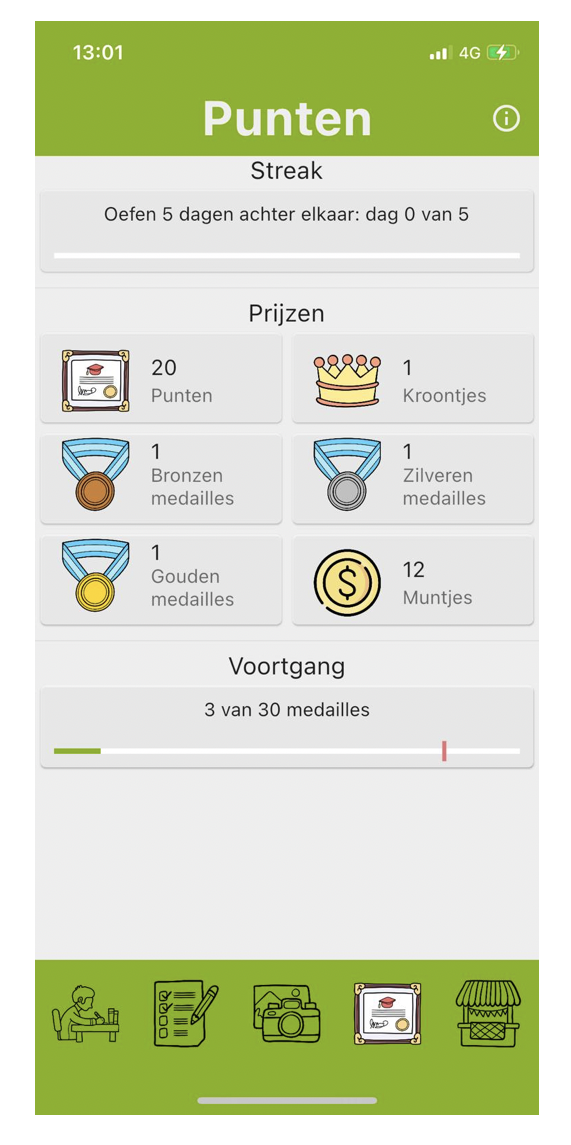 13:01
4G
Punten
Streak
Oefen 5 dagen achter elkaar: dag 0 van 5
Prijzen
20
Punten
1
Kroontjes
1
Bronzen
medailles
1
Zilveren
medailles
1
Gouden
medailles
12
Muntjes
Voortgang
3 van 30 medailles